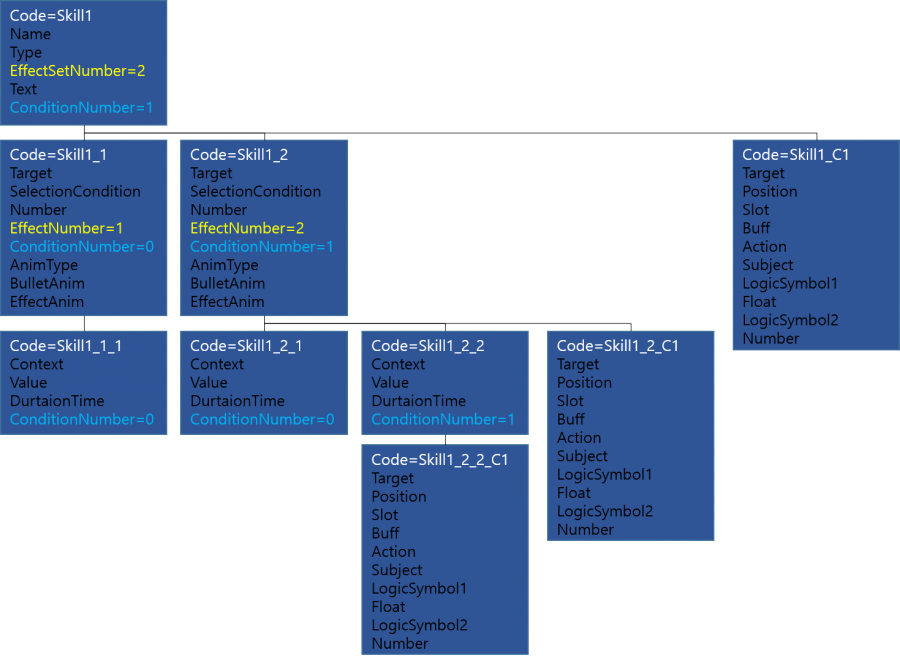 Code=Skill1
Name
Type
EffectSetNumber=2
Text
ConditionNumber=1
Code=Skill1_1
Target
SelectionCondition
Number
EffectNumber=1
ConditionNumber=0
AnimType
BulletAnim
EffectAnim
Code=Skill1_2
Target
SelectionCondition
Number
EffectNumber=2
ConditionNumber=1
AnimType
BulletAnim
EffectAnim
Code=Skill1_C1
Target
Position
Slot
Buff
Action
Subject
LogicSymbol1
Float
LogicSymbol2
Number
Code=Skill1_1_1
Context
Value
DurtaionTime
ConditionNumber=0
Code=Skill1_2_1
Context
Value
DurtaionTime
ConditionNumber=0
Code=Skill1_2_2
Context
Value
DurtaionTime
ConditionNumber=1
Code=Skill1_2_C1
Target
Position
Slot
Buff
Action
Subject
LogicSymbol1
Float
LogicSymbol2
Number
Code=Skill1_2_2_C1
Target
Position
Slot
Buff
Action
Subject
LogicSymbol1
Float
LogicSymbol2
Number